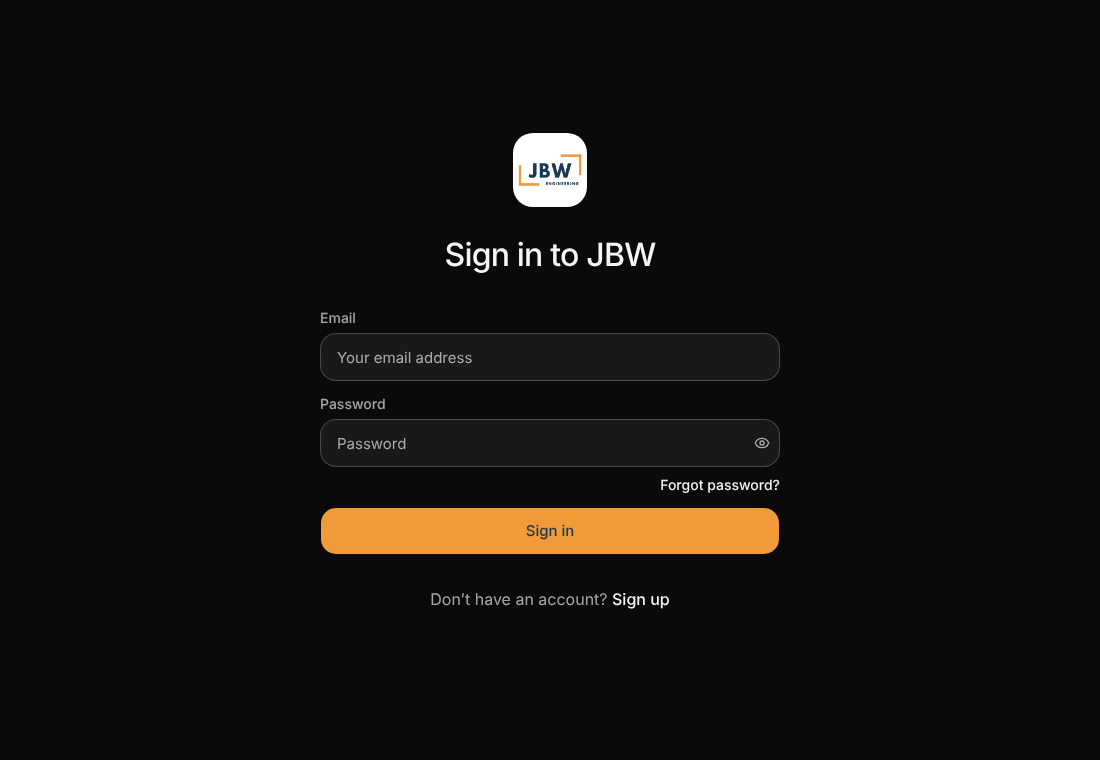 JBW
ENGINEERING
Sign in to JBW
Email
Your email address
Password
Password
Forgot password?
Sign in
Don’t have an account? Sign up